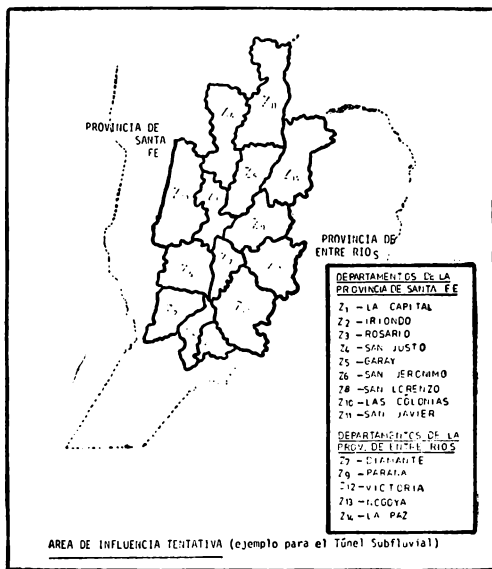 PROVINCIA DE
SANTA
FE
PROVINCIA DE
ENTRE RIOS
DEPARTAMENTOS DE LA
PROVINCIA DE SANTA FE
Z1 - LA CAPITAL
Z2 - IRIONDO
Z3 - ROSARIO
Z4 - SAN JUSTO
Z5 - GARAY
Z6 - SAN JERONIMO
Z8 - SAN LORENZO
Z10 - LAS COLONIAS
Z11 - SAN JAVIER
DEPARTAMENTOS DE LA
PROV. DE ENTRE RIOS
Z7 - DIAMANTE
Z9 - PARANA
Z12 - VICTORIA
Z13 - NOGOYA
Z14 - LA PAZ
AREA DE INFLUENCIA TENTATIVA (ejemplo para el Túnel Subfluvial)